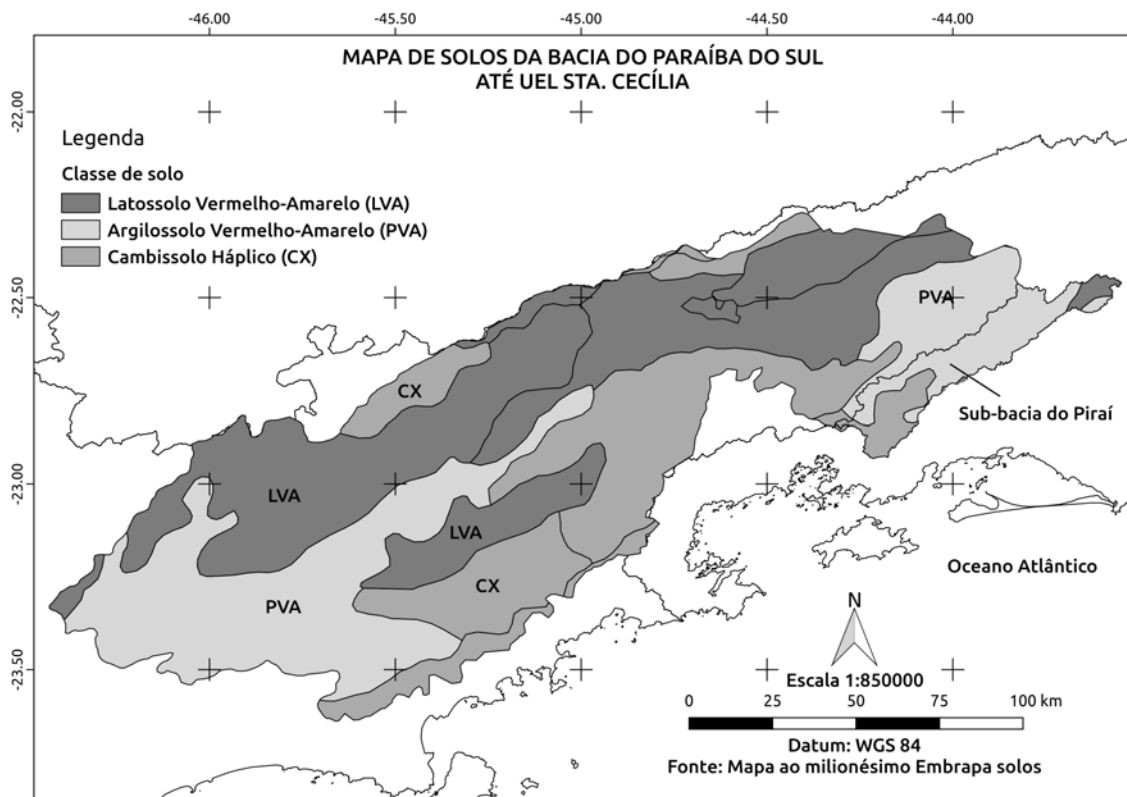 -46.00
-45.50
-45.00
-44.50
-44.00
MAPA DE SOLOS DA BACIA DO PARAÍBA DO SUL
ATÉ UEL STA. CECÍLIA
-22.00
-22.50
-23.00
-23.50
Legenda
Classe de solo
Latossolo Vermelho-Amarelo (LVA)
Argilossolo Vermelho-Amarelo (PVA)
Cambissolo Háplico (CX)
PVA
CX
Sub-bacia do Piraí
LVA
LVA
CX
PVA
Oceano Atlântico
N
Escala 1:850000
0 25 50 75 100 km
Datum: WGS 84
Fonte: Mapa ao milionésimo Embrapa solos